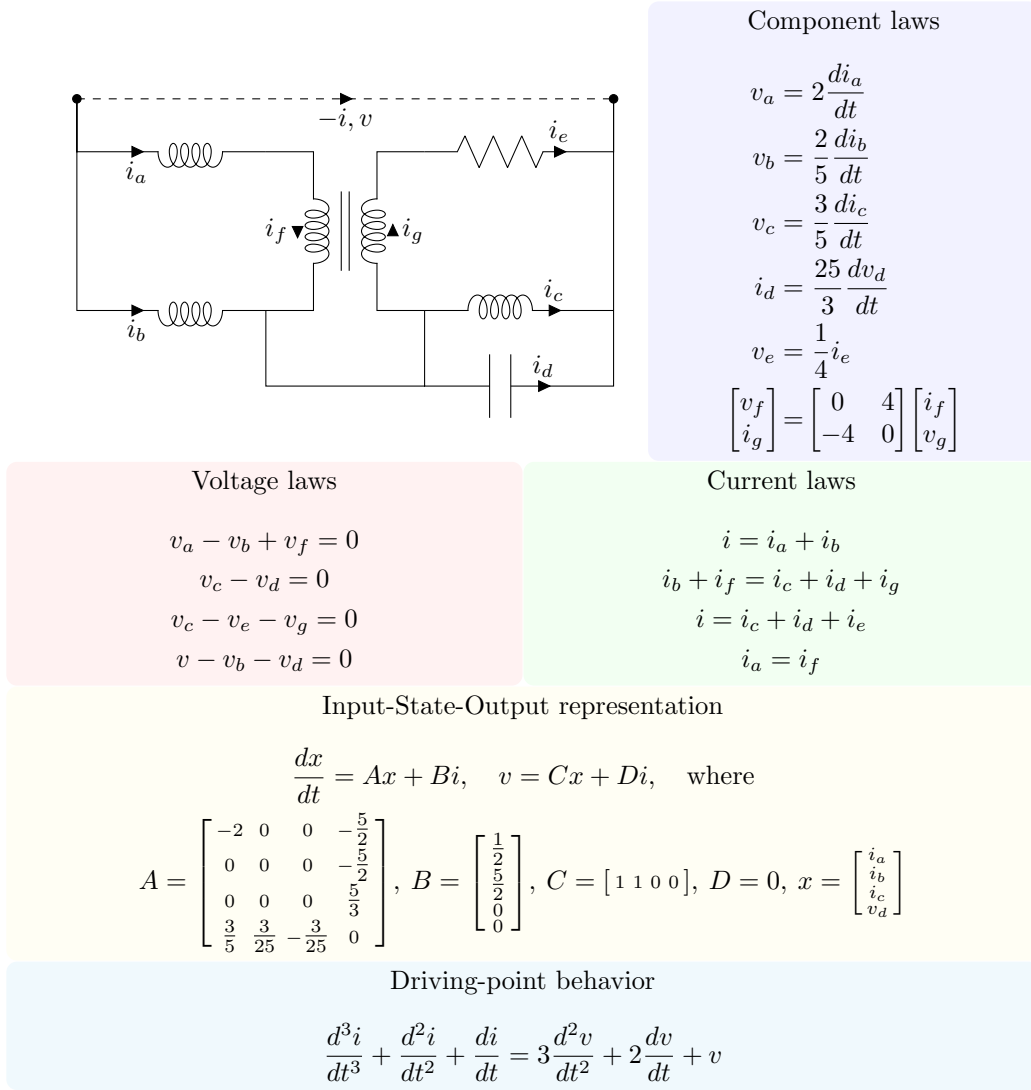 Component laws
v_a = 2 di_a/dt
v_b = 2/5 di_b/dt
v_c = 3/5 di_c/dt
i_d = 25/3 dv_d/dt
v_e = 1/4 i_e
[v_f; i_g] = [0 4; −4 0] [i_f; v_g]
−i, v
i_a
i_e
i_f
i_g
i_b
i_c
i_d
Voltage laws
v_a − v_b + v_f = 0
v_c − v_d = 0
v_c − v_e − v_g = 0
v − v_b − v_d = 0
Current laws
i = i_a + i_b
i_b + i_f = i_c + i_d + i_g
i = i_c + i_d + i_e
i_a = i_f
Input-State-Output representation
dx/dt = Ax + Bi, v = Cx + Di, where
A = [−2 0 0 −5/2; 0 0 0 −5/2; 0 0 0 5/3; 3/5 3/25 −3/25 0], B = [1/2; 5/2; 0; 0], C = [1 1 0 0], D = 0, x = [i_a; i_b; i_c; v_d]
Driving-point behavior
d³i/dt³ + d²i/dt² + di/dt = 3 d²v/dt² + 2 dv/dt + v